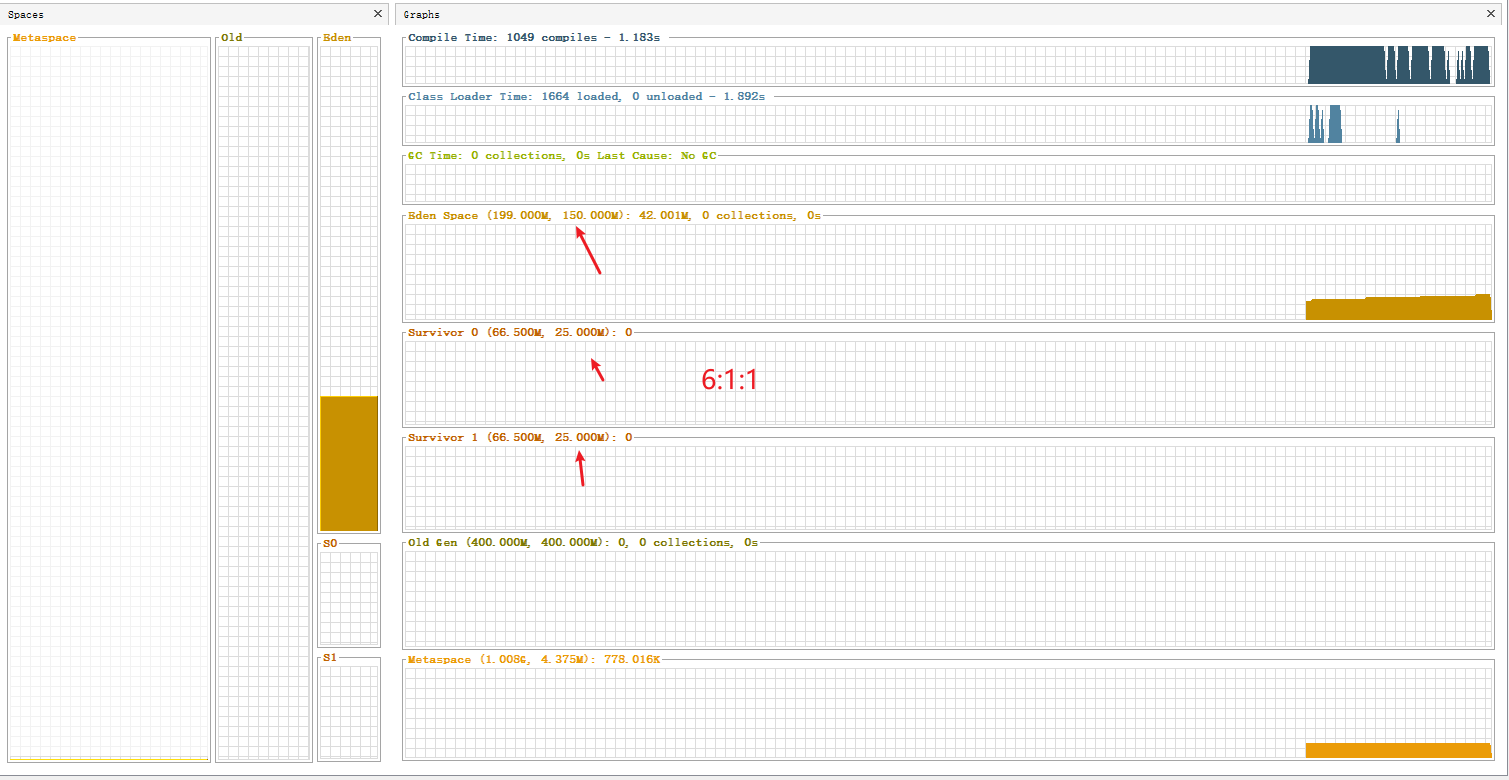 Spaces
Graphs
Metaspace
Old
Eden
S0
S1
Compile Time: 1049 compiles - 1.183s
Class Loader Time: 1664 loaded, 0 unloaded - 1.892s
GC Time: 0 collections, 0s Last Cause: No GC
Eden Space (199.000M, 150.000M): 42.001M, 0 collections, 0s
Survivor 0 (66.500M, 25.000M): 0
6:1:1
Survivor 1 (66.500M, 25.000M): 0
Old Gen (400.000M, 400.000M): 0, 0 collections, 0s
Metaspace (1.008G, 4.375M): 778.016K